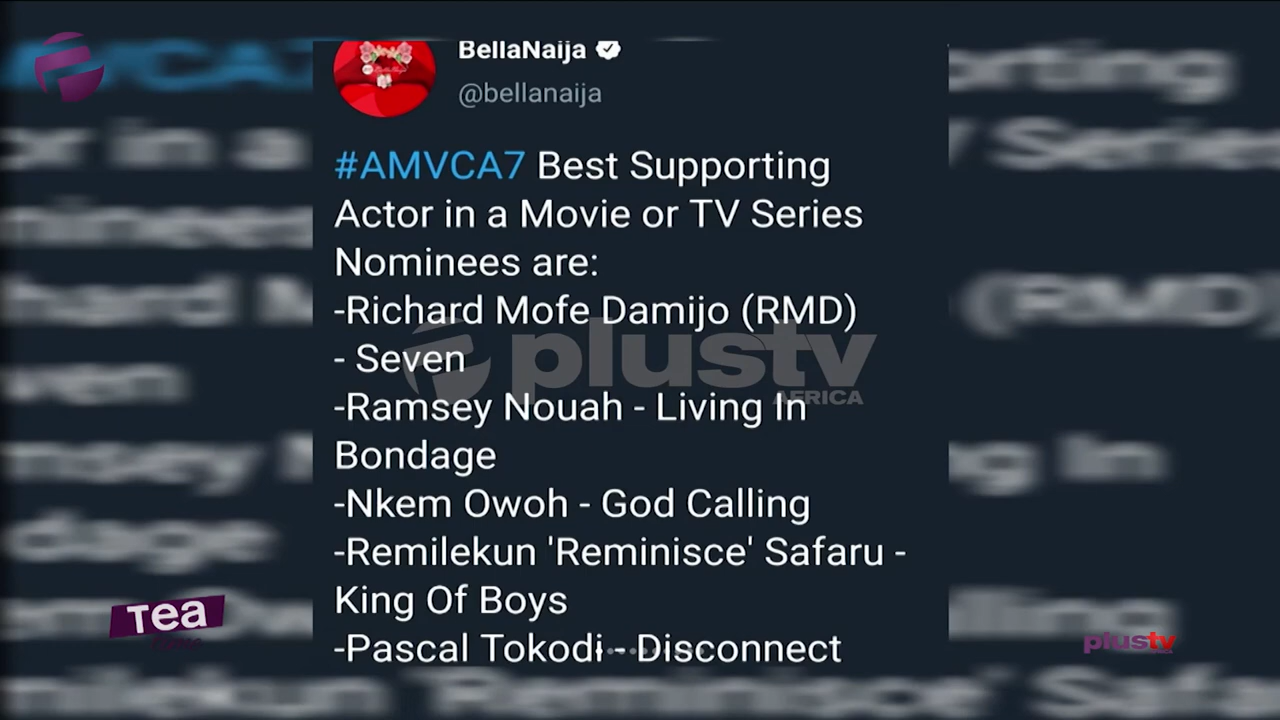 BellaNaija
@bellanaija
#AMVCA7 Best Supporting
Actor in a Movie or TV Series
Nominees are:
-Richard Mofe Damijo (RMD)
- Seven
-Ramsey Nouah - Living In
Bondage
-Nkem Owoh - God Calling
-Remilekun 'Reminisce' Safaru -
King Of Boys
-Pascal Tokodi - Disconnect
plustv
AFRICA
Tea
Time
plustv